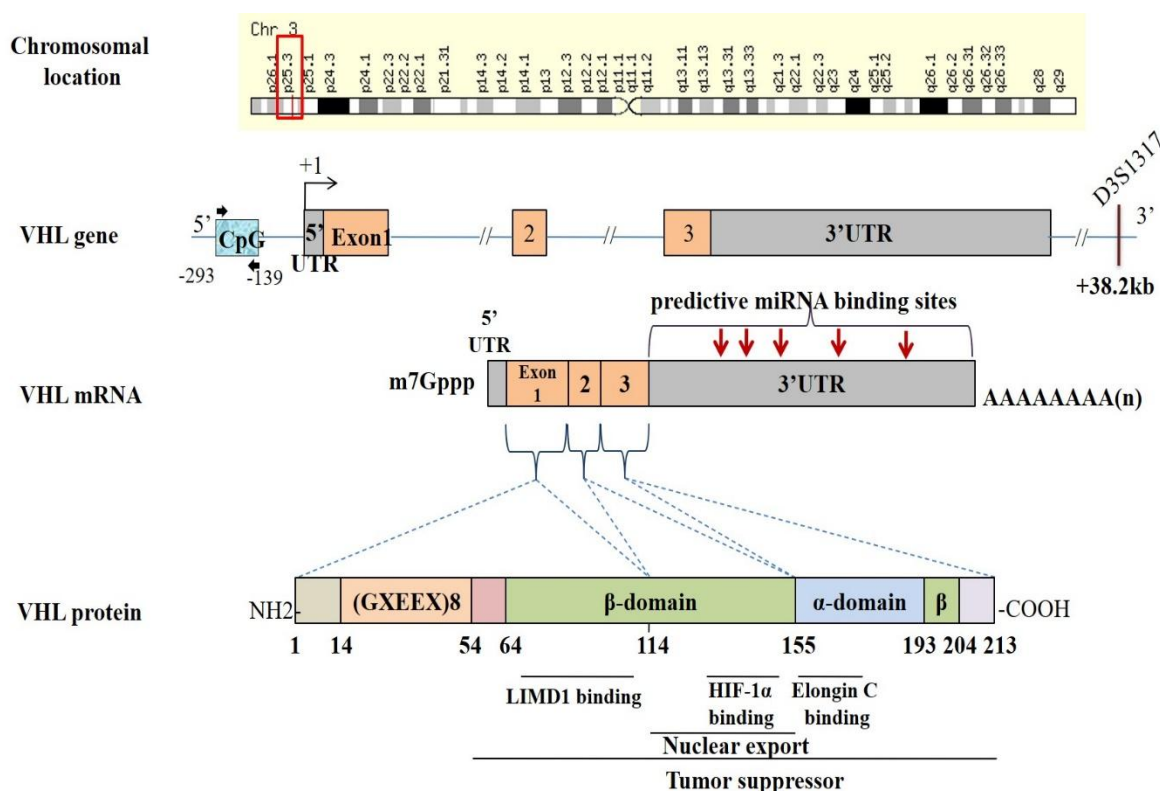 Chromosomal
location
Chr 3
p26.1
p25.3
p25.1
p24.3
p24.1
p22.3
p22.2
p22.1
p21.31
p14.3
p14.2
p14.1
p13
p12.3
p12.2
p12.1
p11.1
q11.1
q11.2
q13.11
q13.13
q13.31
q13.33
q21.3
q22.1
q22.3
q23
q24
q25.1
q25.2
q26.1
q26.2
q26.31
q26.32
q26.33
q28
q29
VHL gene
5’
CpG
-293
-139
+1
5’
UTR
Exon1
//
2
//
3
3’UTR
//
D3S1317
3’
+38.2kb
predictive miRNA binding sites
VHL mRNA
m7Gppp
5’
UTR
Exon
1
2
3
3’UTR
AAAAAAAA(n)
VHL protein
NH2-
(GXEEX)8
β-domain
α-domain
β
-COOH
1 14 54 64 114 155 193 204 213
LIMD1 binding
HIF-1α
binding
Elongin C
binding
Nuclear export
Tumor suppressor